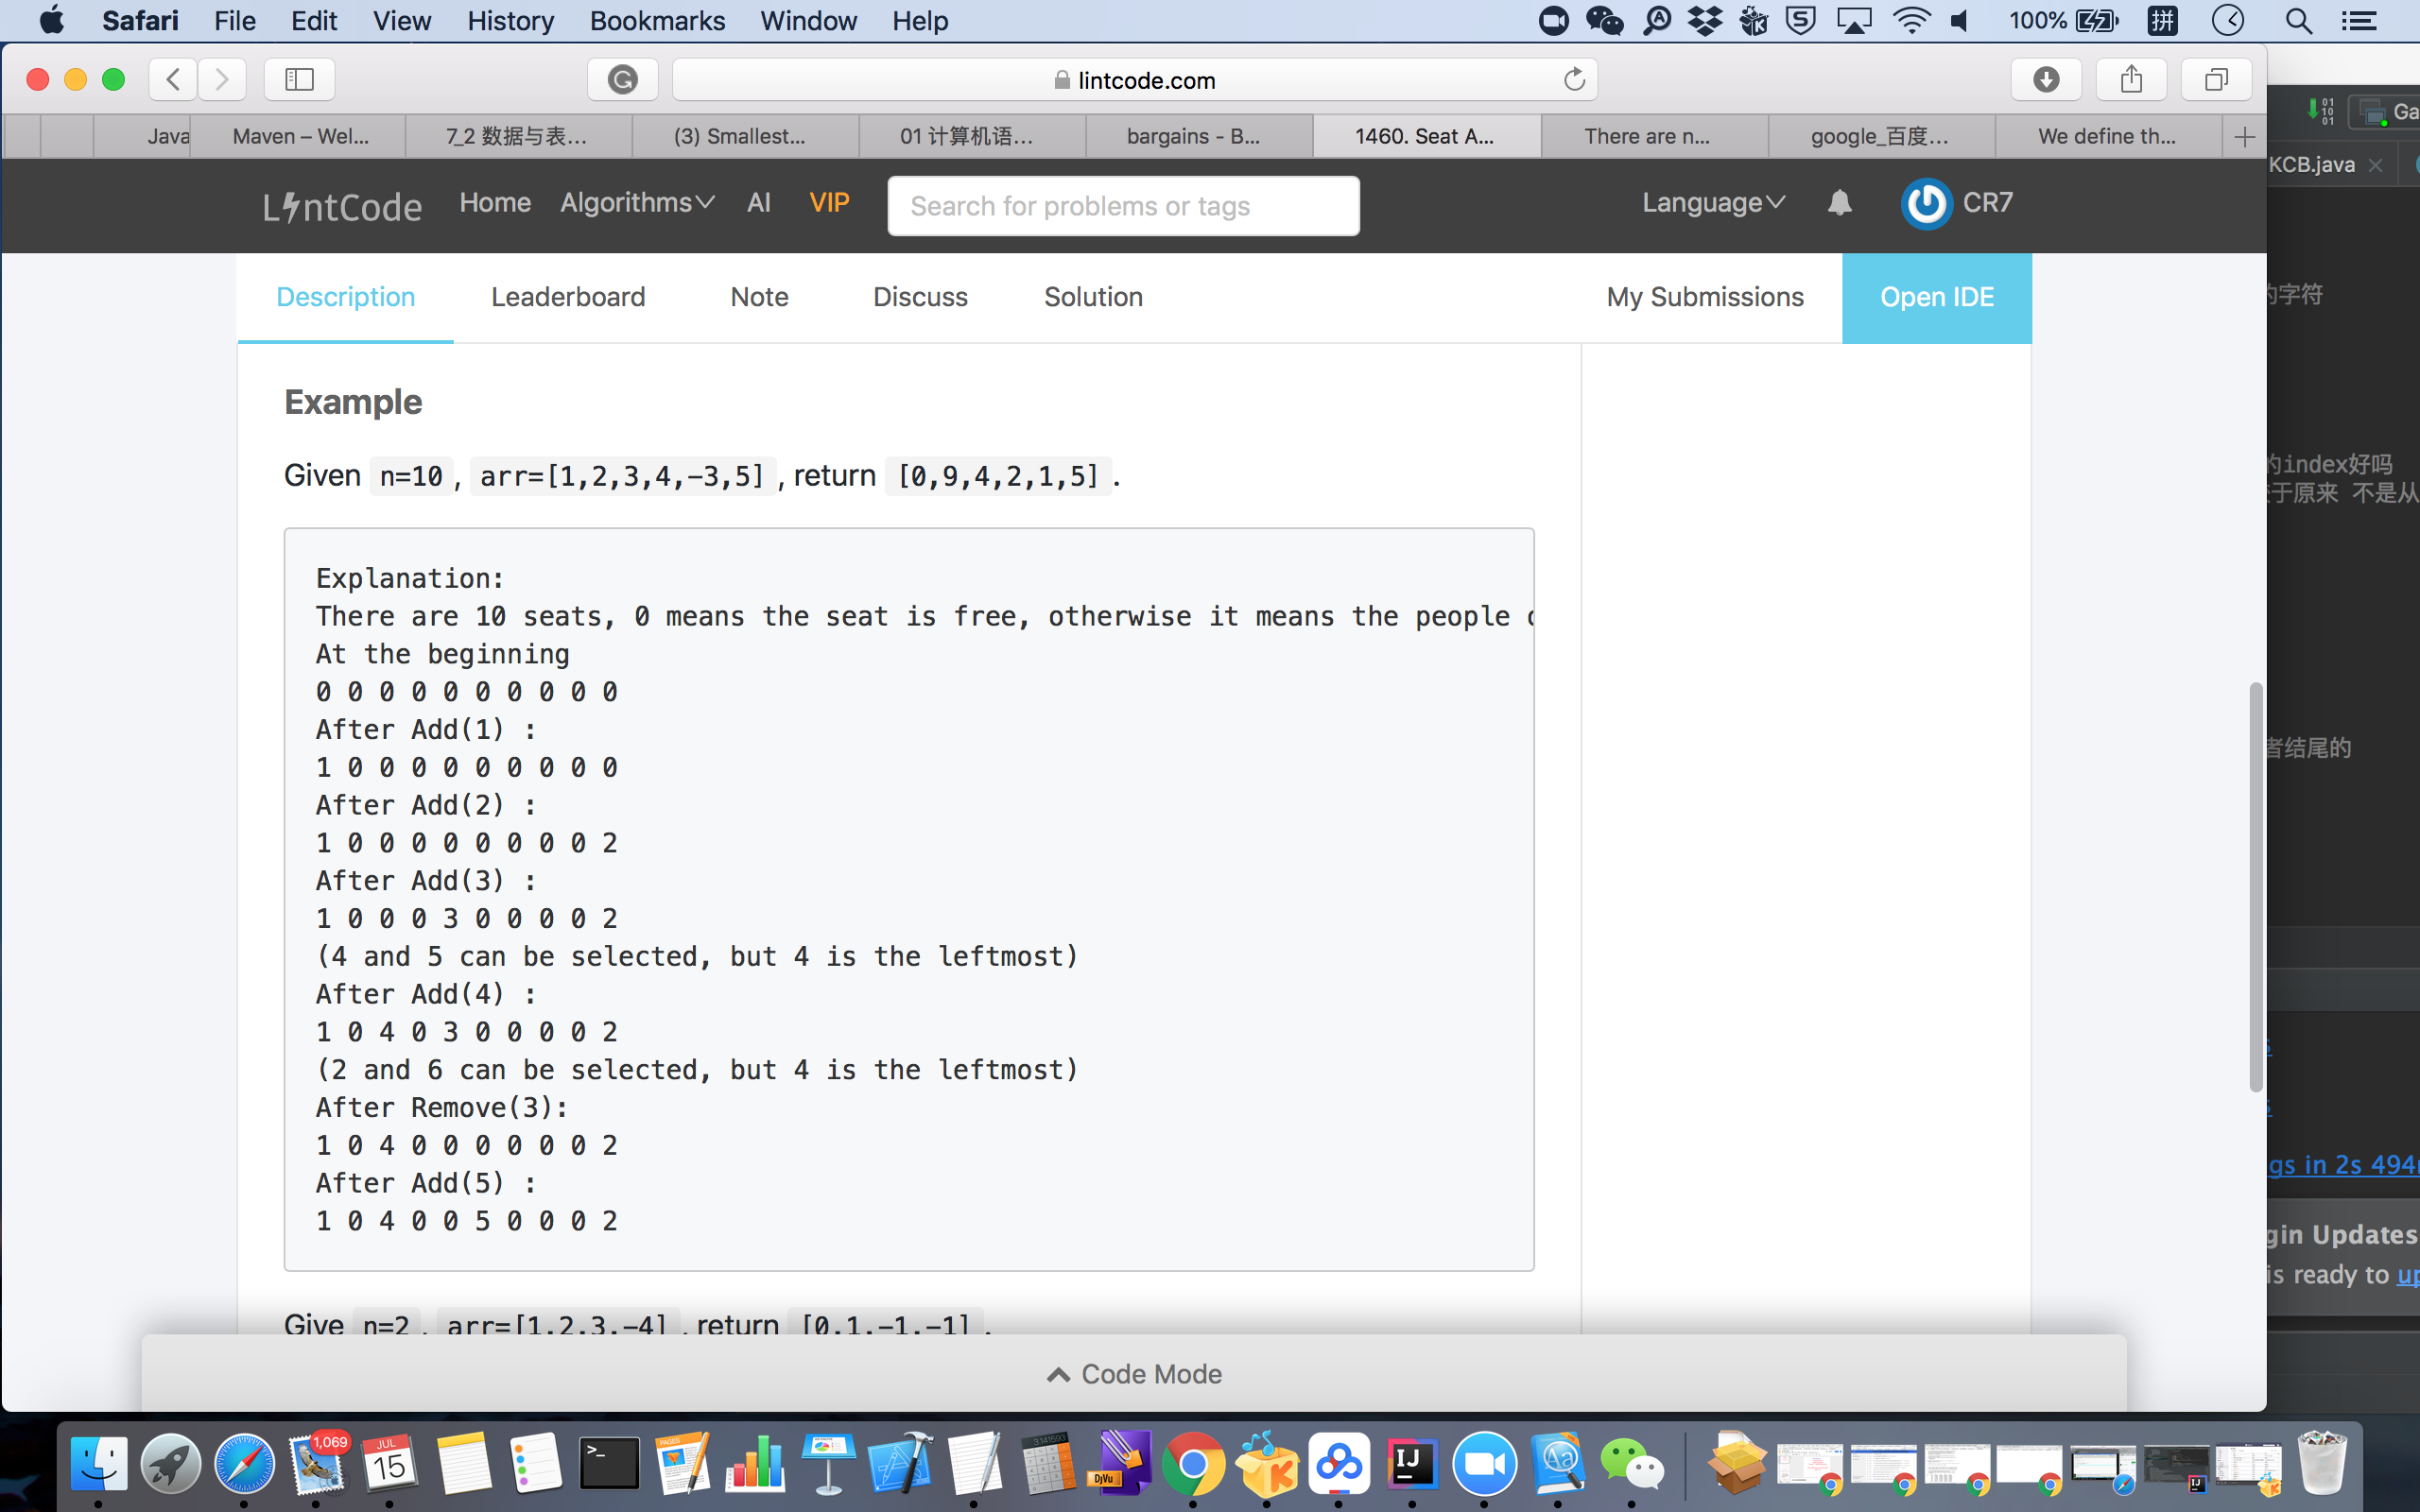 Safari File Edit View History Bookmarks Window Help 100% 拼
lintcode.com
Java Maven – Wel... 7_2 数据与表... (3) Smallest... 01 计算机语... bargains - B... 1460. Seat A... There are n... google_百度... We define th...
LintCode Home Algorithms AI VIP Search for problems or tags Language CR7
KCB.java
Description Leaderboard Note Discuss Solution My Submissions Open IDE
的字符
Example
Given n=10, arr=[1,2,3,4,-3,5], return [0,9,4,2,1,5].
的index好吗
于原来 不是从
Explanation:
There are 10 seats, 0 means the seat is free, otherwise it means the people
At the beginning
0 0 0 0 0 0 0 0 0 0
After Add(1) :
1 0 0 0 0 0 0 0 0 0
者结尾的
After Add(2) :
1 0 0 0 0 0 0 0 0 2
After Add(3) :
1 0 0 0 3 0 0 0 0 2
(4 and 5 can be selected, but 4 is the leftmost)
After Add(4) :
1 0 4 0 3 0 0 0 0 2
(2 and 6 can be selected, but 4 is the leftmost)
After Remove(3):
1 0 4 0 0 0 0 0 0 2
After Add(5) :
1 0 4 0 0 5 0 0 0 2
gs in 2s 494
gin Updates
is ready to up
Give n=2, arr=[1,2,3,-4], return [0,1,-1,-1].
Code Mode
1,069
JUL
15